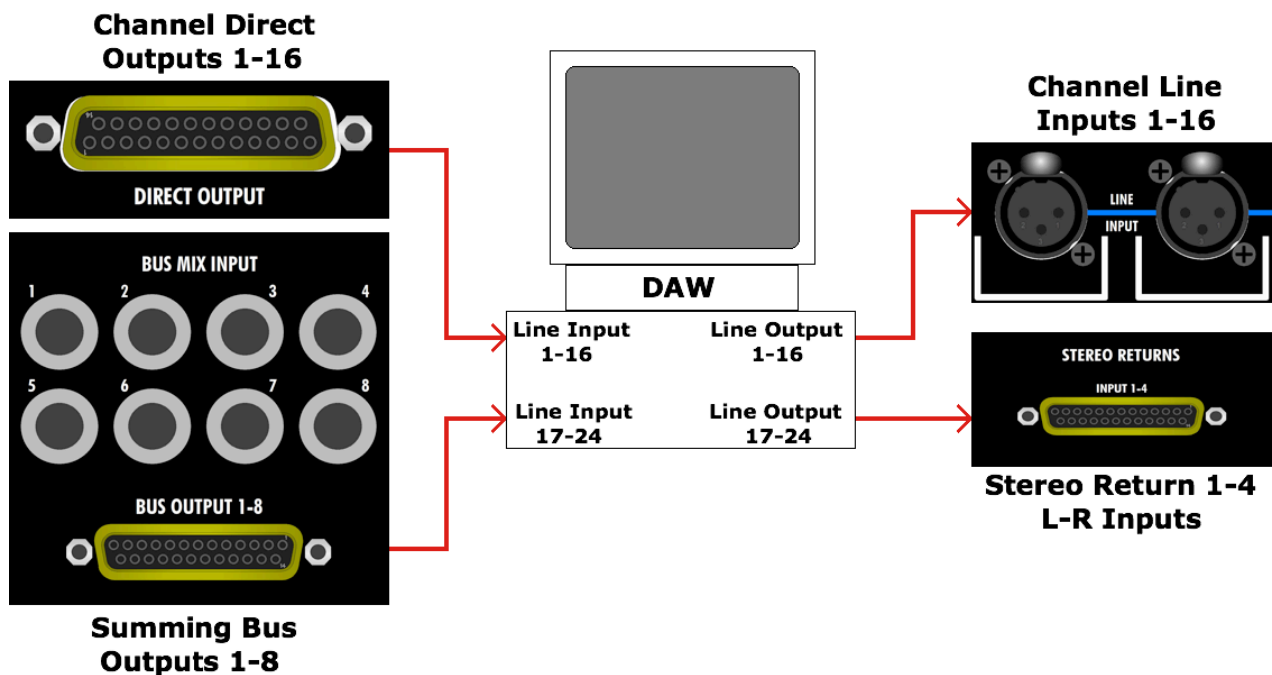 Channel Direct
Outputs 1-16
DIRECT OUTPUT
BUS MIX INPUT
1 2 3 4
5 6 7 8
BUS OUTPUT 1-8
Summing Bus
Outputs 1-8
DAW
Line Input
1-16
Line Output
1-16
Line Input
17-24
Line Output
17-24
Channel Line
Inputs 1-16
LINE
INPUT
STEREO RETURNS
INPUT 1-4
Stereo Return 1-4
L-R Inputs